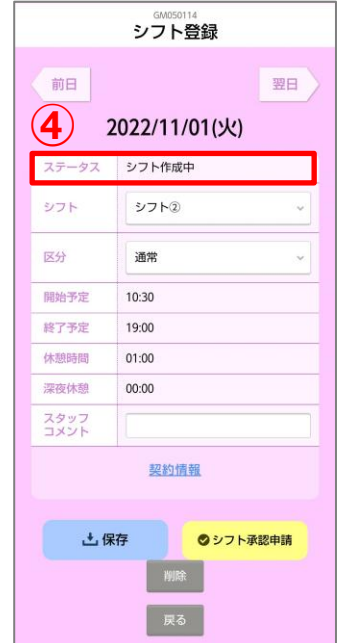 GM050114
シフト登録
前日
翌日
④
2022/11/01(火)
ステータス シフト作成中
シフト シフト②
区分 通常
開始予定 10:30
終了予定 19:00
休憩時間 01:00
深夜休憩 00:00
スタッフ
コメント
契約情報
保存
シフト承認申請
削除
戻る